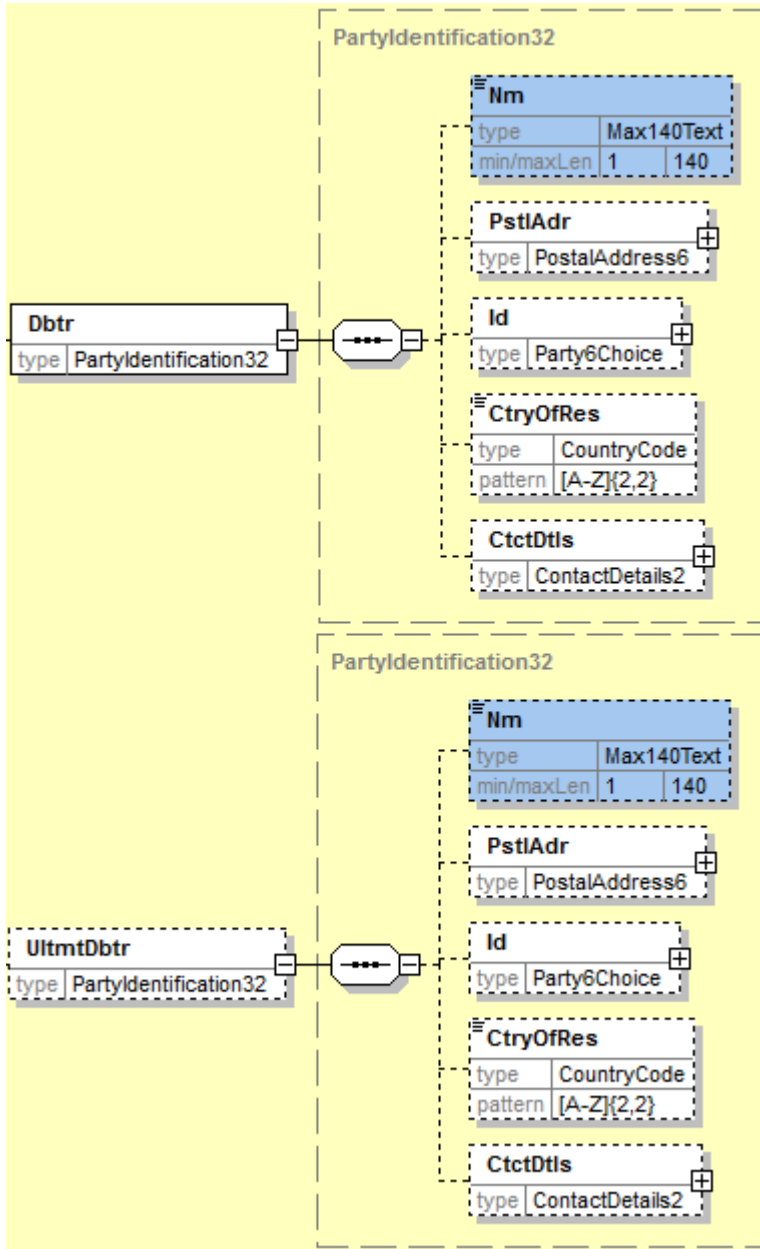 PartyIdentification32
Nm
type Max140Text
min/maxLen 1 140
PstlAdr
type PostalAddress6
Dbtr
type PartyIdentification32
Id
type Party6Choice
CtryOfRes
type CountryCode
pattern [A-Z]{2,2}
CtctDtls
type ContactDetails2
PartyIdentification32
Nm
type Max140Text
min/maxLen 1 140
PstlAdr
type PostalAddress6
UltmtDbtr
type PartyIdentification32
Id
type Party6Choice
CtryOfRes
type CountryCode
pattern [A-Z]{2,2}
CtctDtls
type ContactDetails2